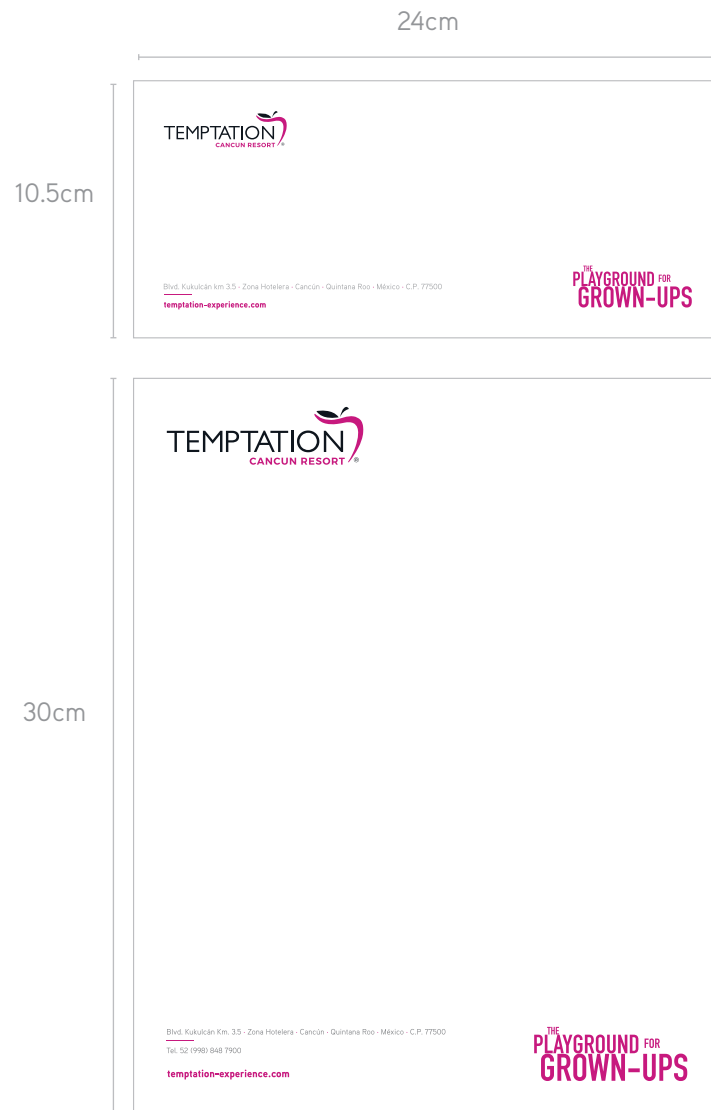 24cm
10.5cm
TEMPTATION
CANCUN RESORT ®
Blvd. Kukulcán km 3.5 · Zona Hotelera · Cancún · Quintana Roo · México · C.P. 77500
temptation-experience.com
THE
PLAYGROUND FOR
GROWN-UPS
30cm
TEMPTATION
CANCUN RESORT ®
Blvd. Kukulcán Km. 3.5 · Zona Hotelera · Cancún · Quintana Roo · México · C.P. 77500
Tel. 52 (998) 848 7900
temptation-experience.com
THE
PLAYGROUND FOR
GROWN-UPS